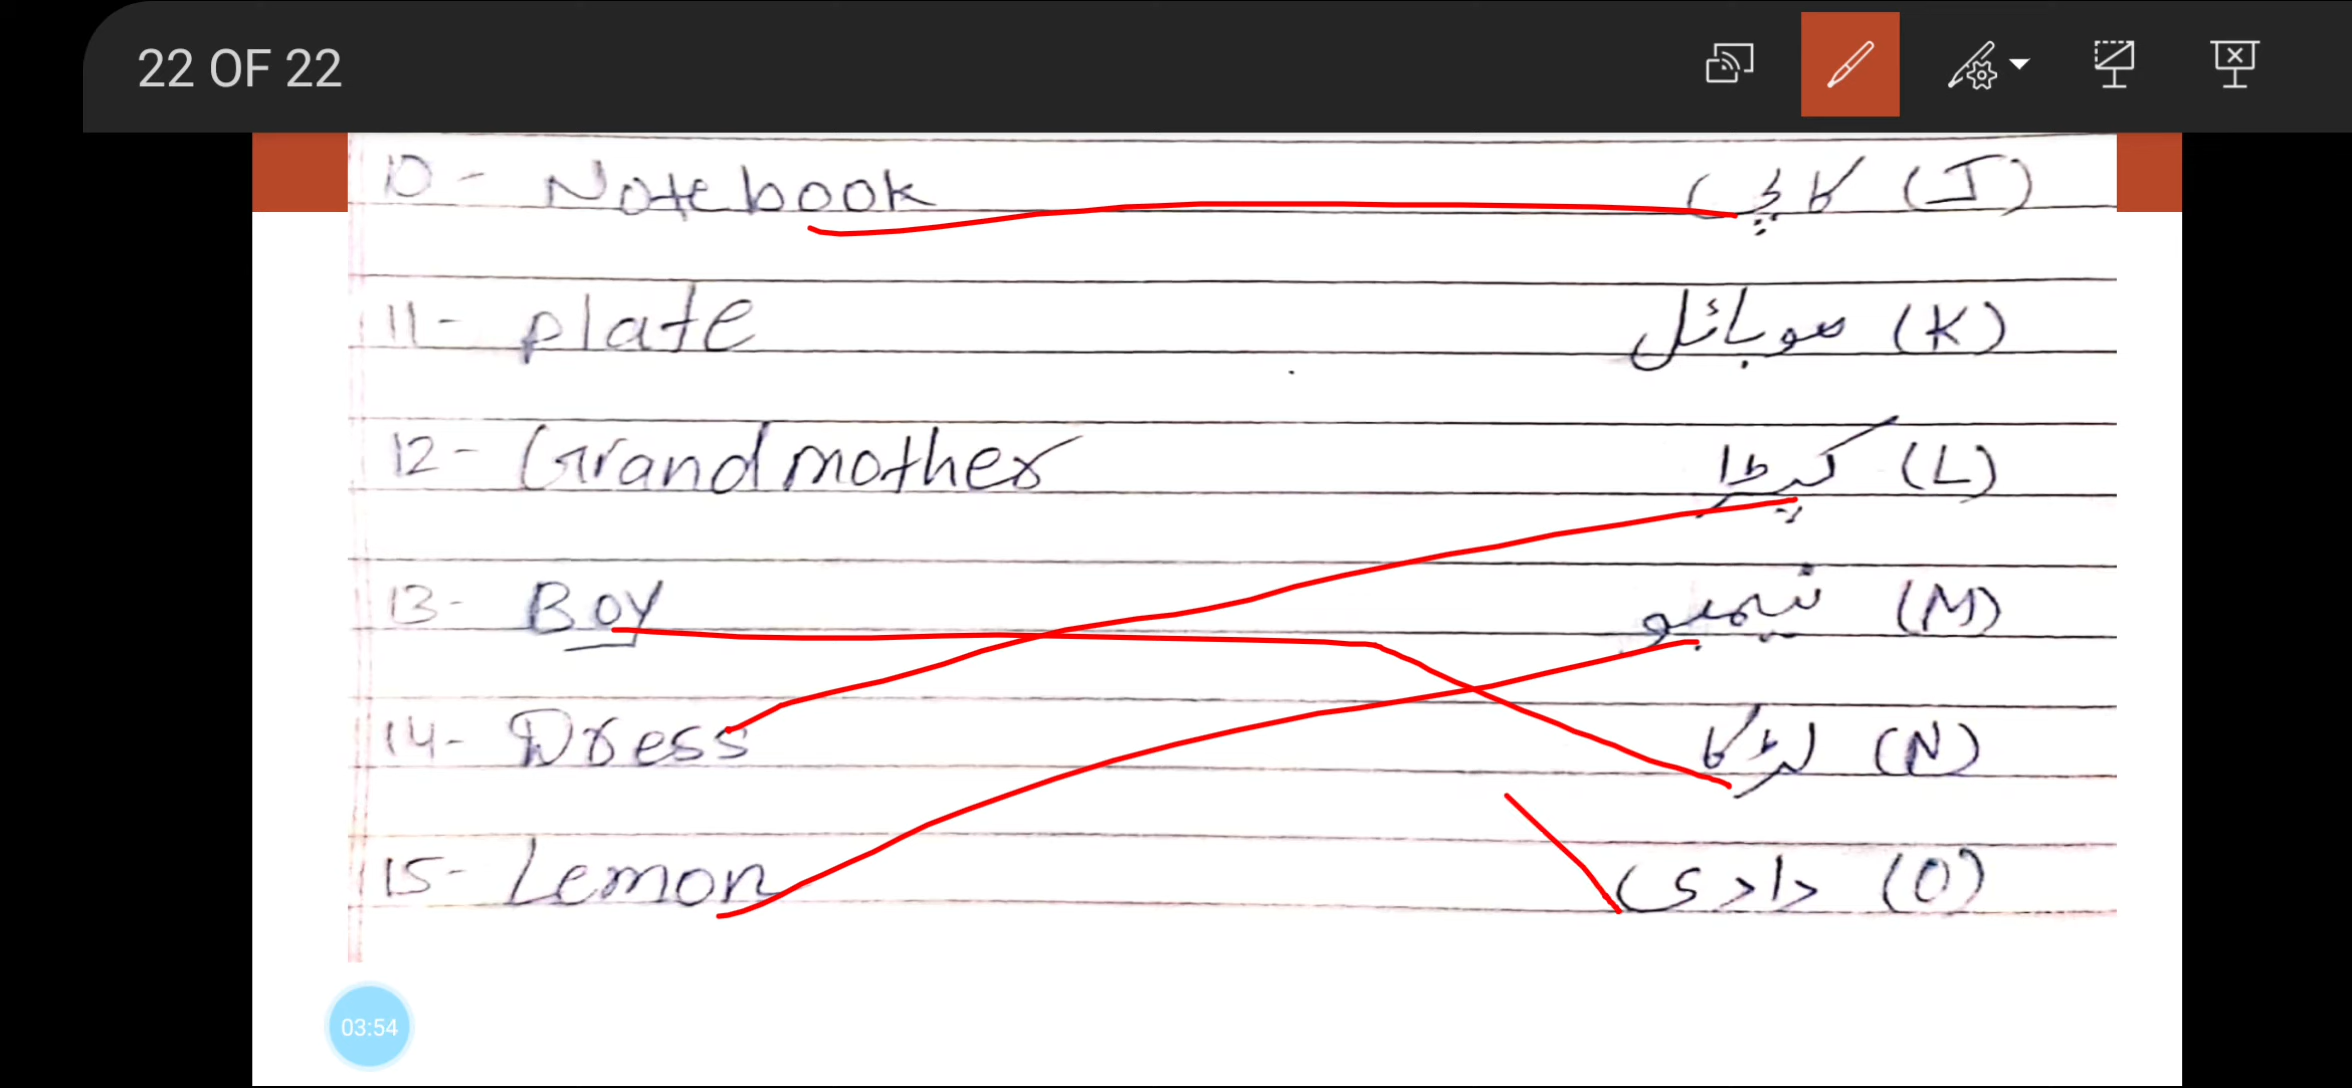 22 OF 22
10- Notebook کاپی (J)
11- plate موبائل (K)
12- Grandmother کپڑا (L)
13- Boy نیمبو (M)
14- Dress لڑکا (N)
15- Lemon دادی (O)
03:54